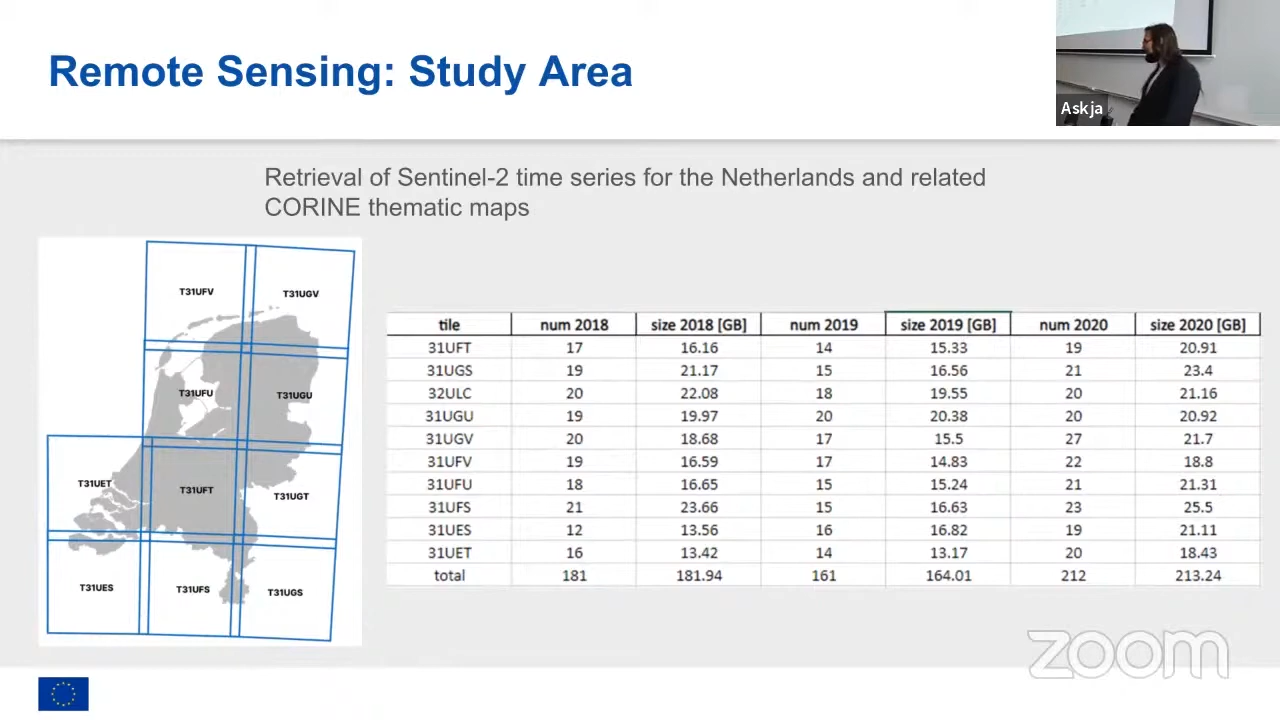 Remote Sensing: Study Area
Askja
Retrieval of Sentinel-2 time series for the Netherlands and related
CORINE thematic maps
T31UFV
T31UGV
T31UFU
T31UGU
T31UET
T31UFT
T31UGT
T31UES
T31UFS
T31UGS
tile num 2018 size 2018 [GB] num 2019 size 2019 [GB] num 2020 size 2020 [GB]
31UFT 17 16.16 14 15.33 19 20.91
31UGS 19 21.17 15 16.56 21 23.4
32ULC 20 22.08 18 19.55 20 21.16
31UGU 19 19.97 20 20.38 20 20.92
31UGV 20 18.68 17 15.5 27 21.7
31UFV 19 16.59 17 14.83 22 18.8
31UFU 18 16.65 15 15.24 21 21.31
31UFS 21 23.66 15 16.63 23 25.5
31UES 12 13.56 16 16.82 19 21.11
31UET 16 13.42 14 13.17 20 18.43
total 181 181.94 161 164.01 212 213.24
zoom